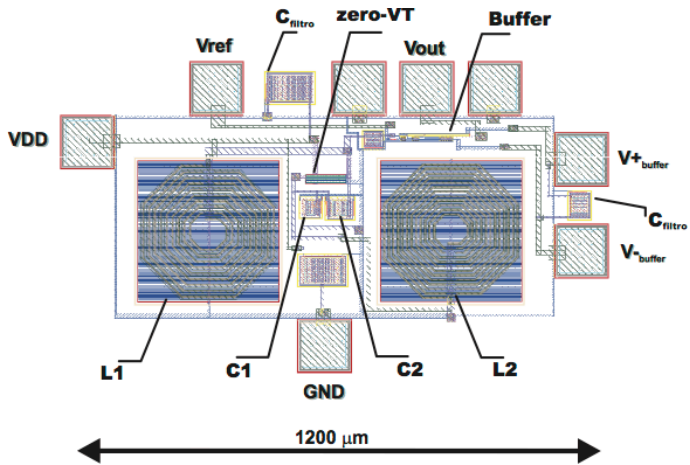 Cfiltro
zero-VT
Buffer
Vref
Vout
VDD
V+buffer
Cfiltro
V-buffer
L1
C1
GND
C2
L2
1200 μm